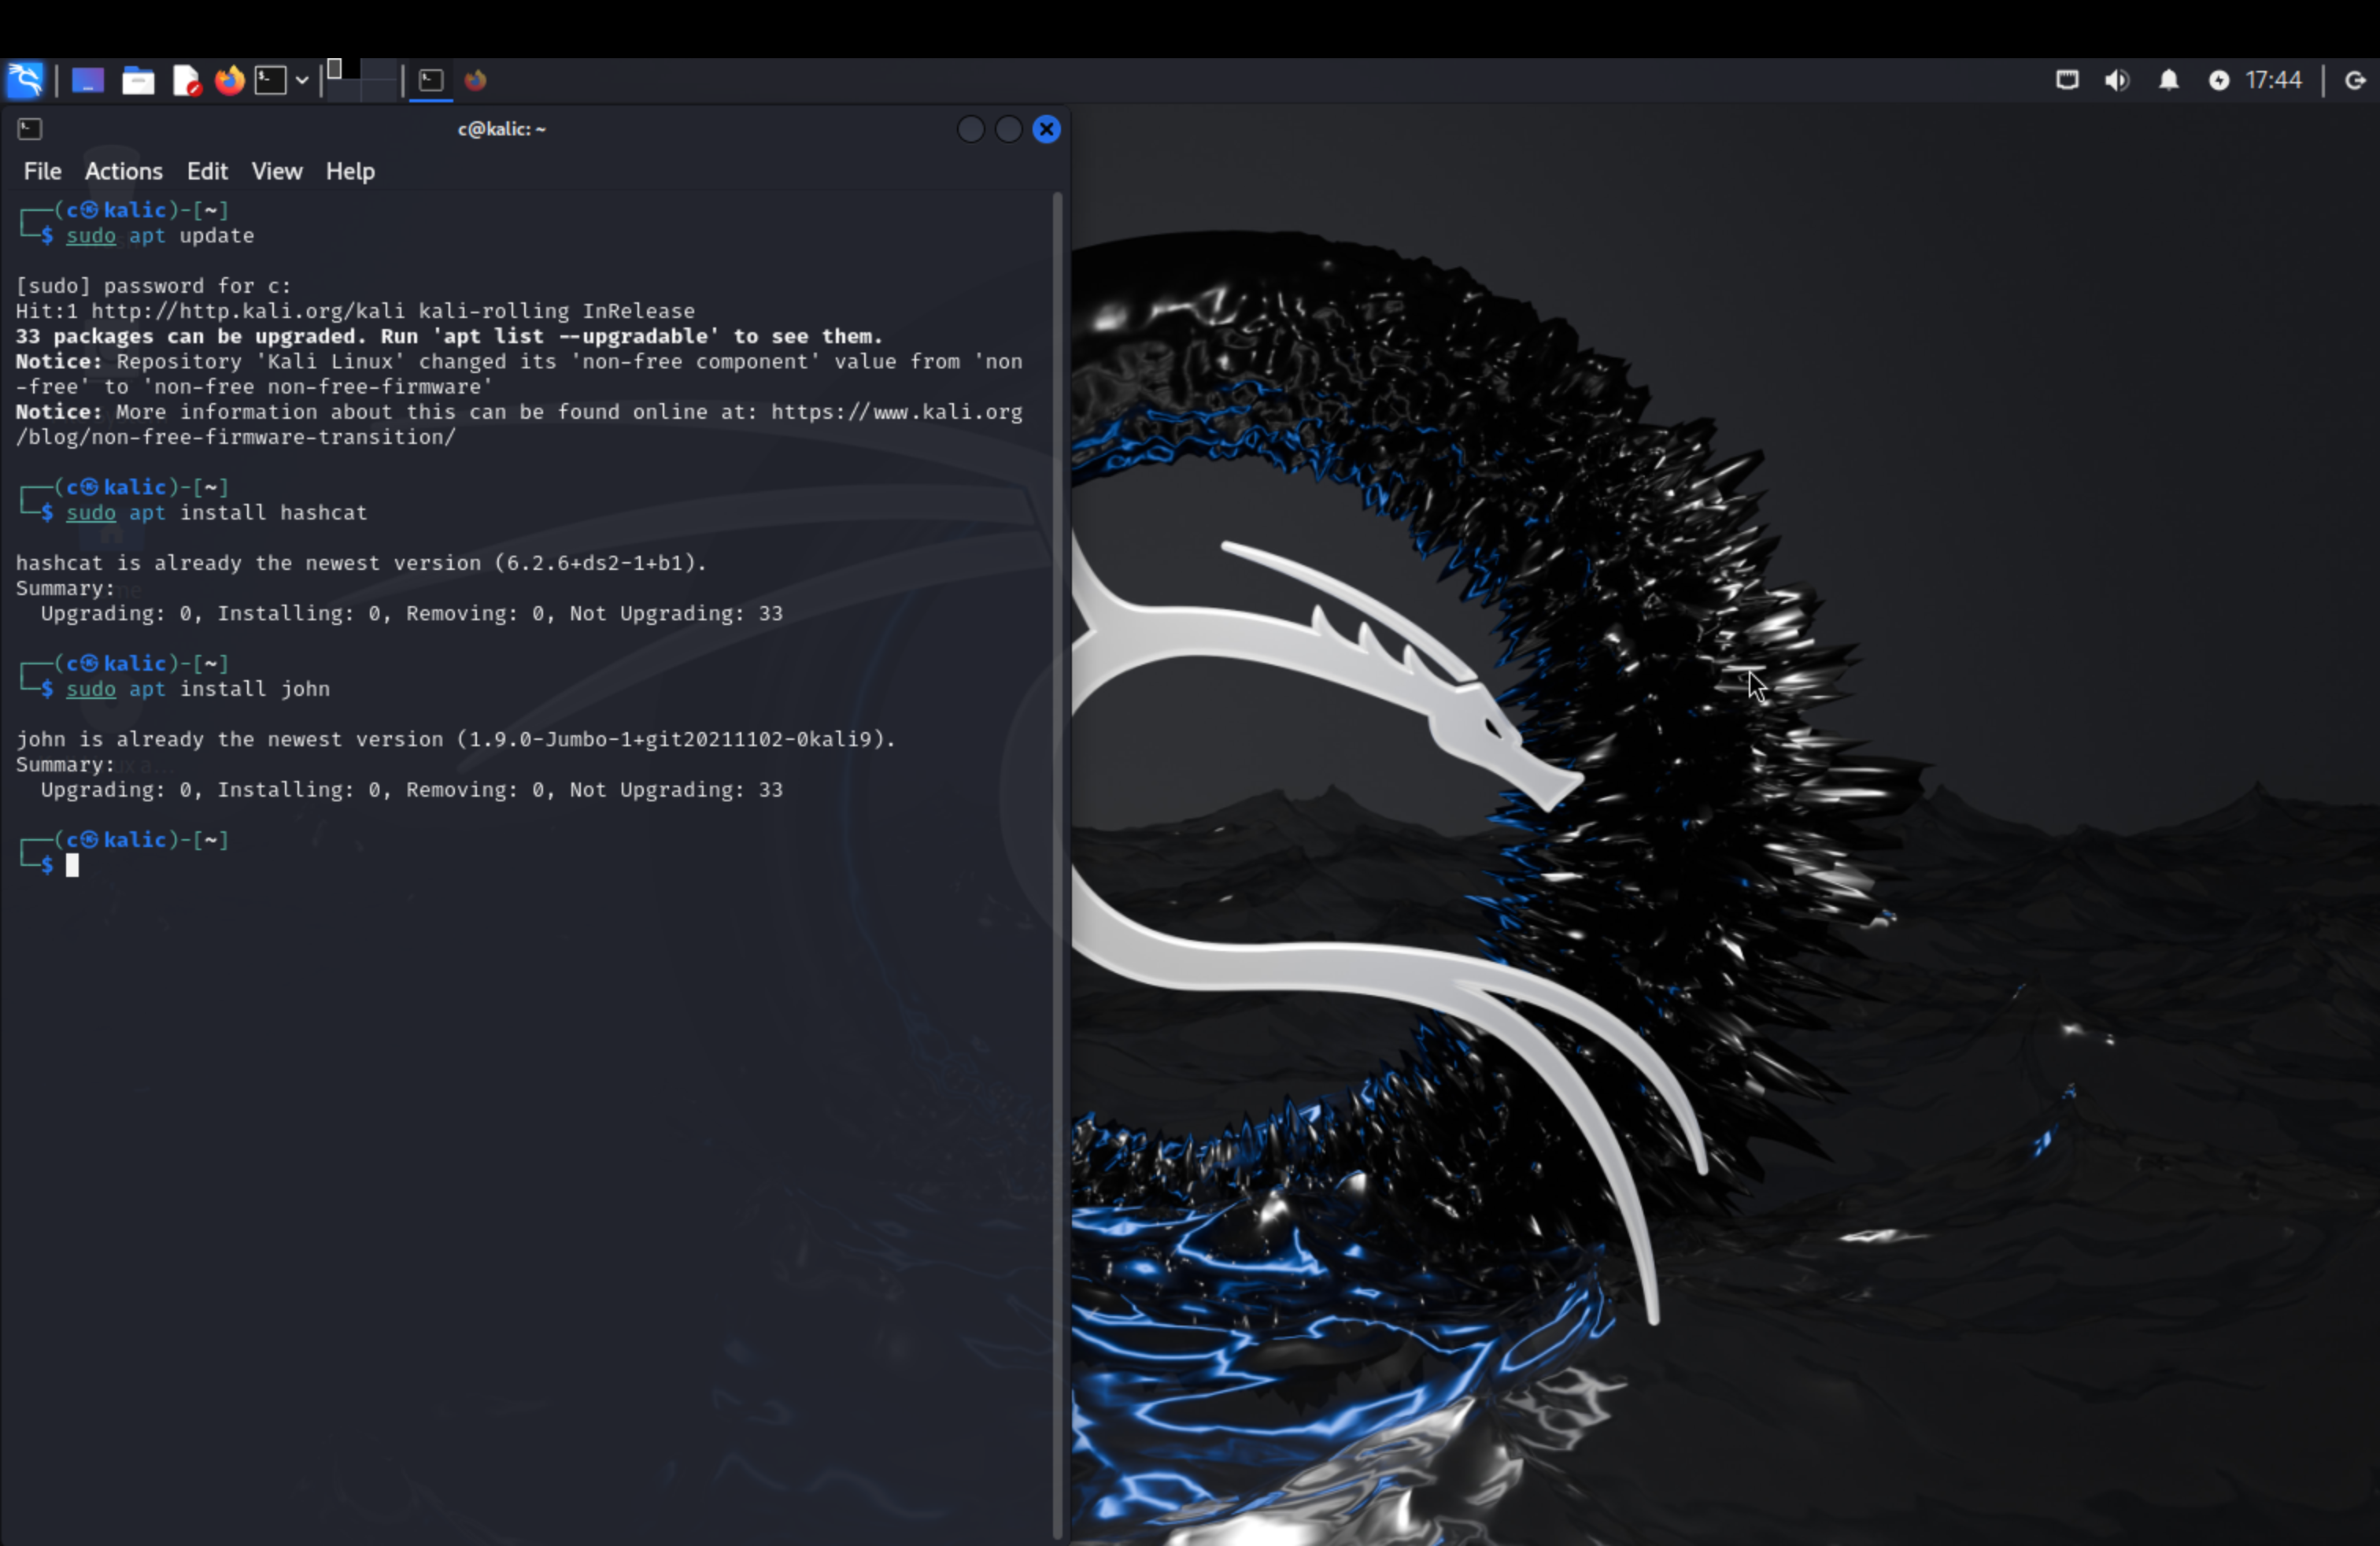 17:44
c@kalic: ~
File Actions Edit View Help
┌──(c㉿kalic)-[~]
└─$ sudo apt update
[sudo] password for c:
Hit:1 http://http.kali.org/kali kali-rolling InRelease
33 packages can be upgraded. Run 'apt list --upgradable' to see them.
Notice: Repository 'Kali Linux' changed its 'non-free component' value from 'non
-free' to 'non-free non-free-firmware'
Notice: More information about this can be found online at: https://www.kali.org
/blog/non-free-firmware-transition/
┌──(c㉿kalic)-[~]
└─$ sudo apt install hashcat
hashcat is already the newest version (6.2.6+ds2-1+b1).
Summary:
  Upgrading: 0, Installing: 0, Removing: 0, Not Upgrading: 33
┌──(c㉿kalic)-[~]
└─$ sudo apt install john
john is already the newest version (1.9.0-Jumbo-1+git20211102-0kali9).
Summary:
  Upgrading: 0, Installing: 0, Removing: 0, Not Upgrading: 33
┌──(c㉿kalic)-[~]
└─$